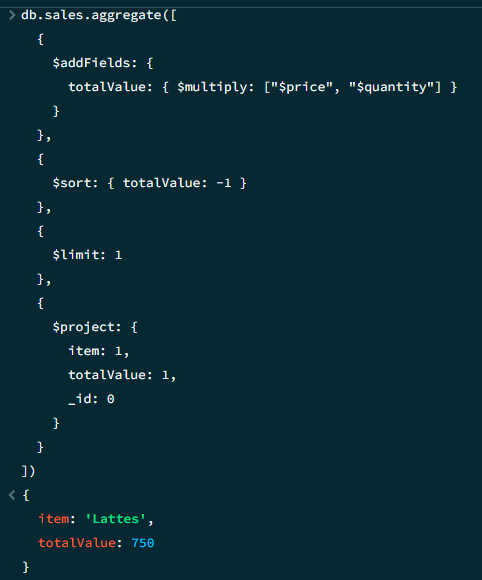 > db.sales.aggregate([
{
$addFields: {
totalValue: { $multiply: ["$price", "$quantity"] }
}
},
{
$sort: { totalValue: -1 }
},
{
$limit: 1
},
{
$project: {
item: 1,
totalValue: 1,
_id: 0
}
}
])
< {
item: 'Lattes',
totalValue: 750
}